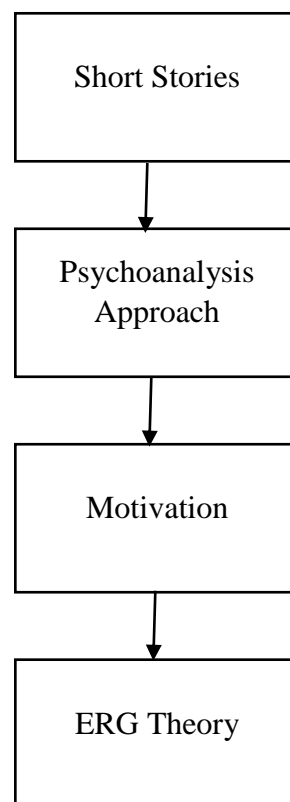 Short Stories
Psychoanalysis
Approach
Motivation
ERG Theory